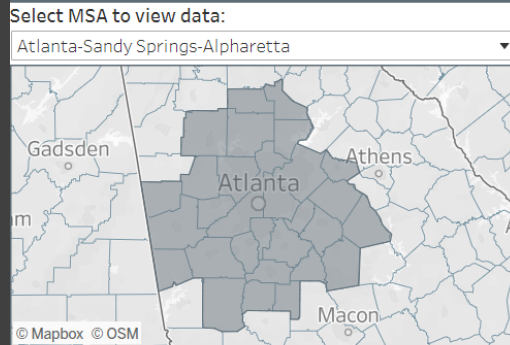 Select MSA to view data:
Atlanta-Sandy Springs-Alpharetta
Gadsden
Athens
Atlanta
am
Macon
© Mapbox © OSM